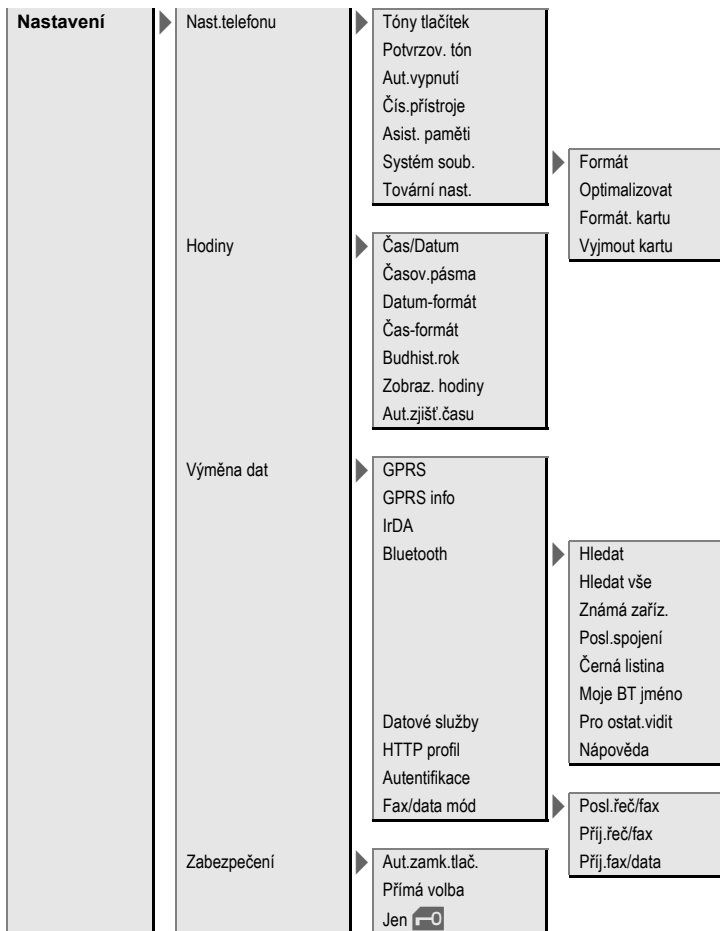 Nastavení
Nast.telefonu
Tóny tlačítek
Potvrzov. tón
Aut.vypnutí
Čís.přístroje
Asist. paměti
Systém soub.
Formát
Optimalizovat
Formát. kartu
Vyjmout kartu
Tovární nast.
Hodiny
Čas/Datum
Časov.pásma
Datum-formát
Čas-formát
Budhist.rok
Zobraz. hodiny
Aut.zjišť.času
Výměna dat
GPRS
GPRS info
IrDA
Bluetooth
Hledat
Hledat vše
Známá zaříz.
Posl.spojení
Černá listina
Moje BT jméno
Pro ostat.vidit
Nápověda
Datové služby
HTTP profil
Autentifikace
Fax/data mód
Posl.řeč/fax
Příj.řeč/fax
Příj.fax/data
Zabezpečení
Aut.zamk.tlač.
Přímá volba
Jen